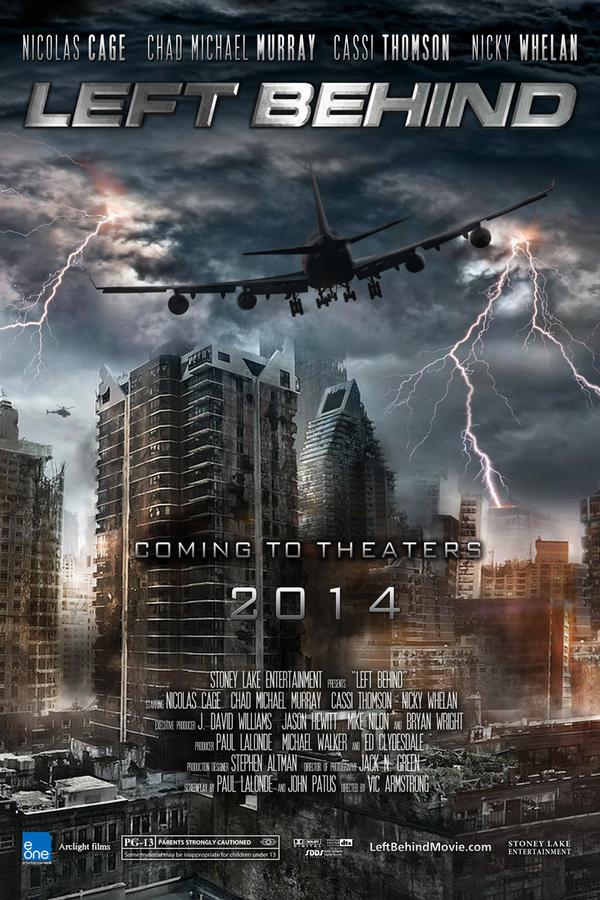 NICOLAS CAGE CHAD MICHAEL MURRAY CASSI THOMSON NICKY WHELAN
LEFT BEHIND
COMING TO THEATERS
2014
STONEY LAKE ENTERTAINMENT PRESENTS "LEFT BEHIND"
STARRING NICOLAS CAGE CHAD MICHAEL MURRAY CASSI THOMSON - NICKY WHELAN
EXECUTIVE PRODUCER J. DAVID WILLIAMS JASON HEWITT MIKE NILON AND BRYAN WRIGHT
PRODUCER PAUL LALONDE MICHAEL WALKER AND ED CLYDESDALE
PRODUCTION DESIGNER STEPHEN ALTMAN DIRECTOR OF PHOTOGRAPHY JACK N. GREEN
SCREENPLAY BY PAUL LALONDE AND JOHN PATUS DIRECTED BY VIC ARMSTRONG
e one
Arclight films
PG-13 PARENTS STRONGLY CAUTIONED
Some material may be inappropriate for children under 13
DOLBY
dts
SDDS
LeftBehindMovie.com
STONEY LAKE
ENTERTAINMENT